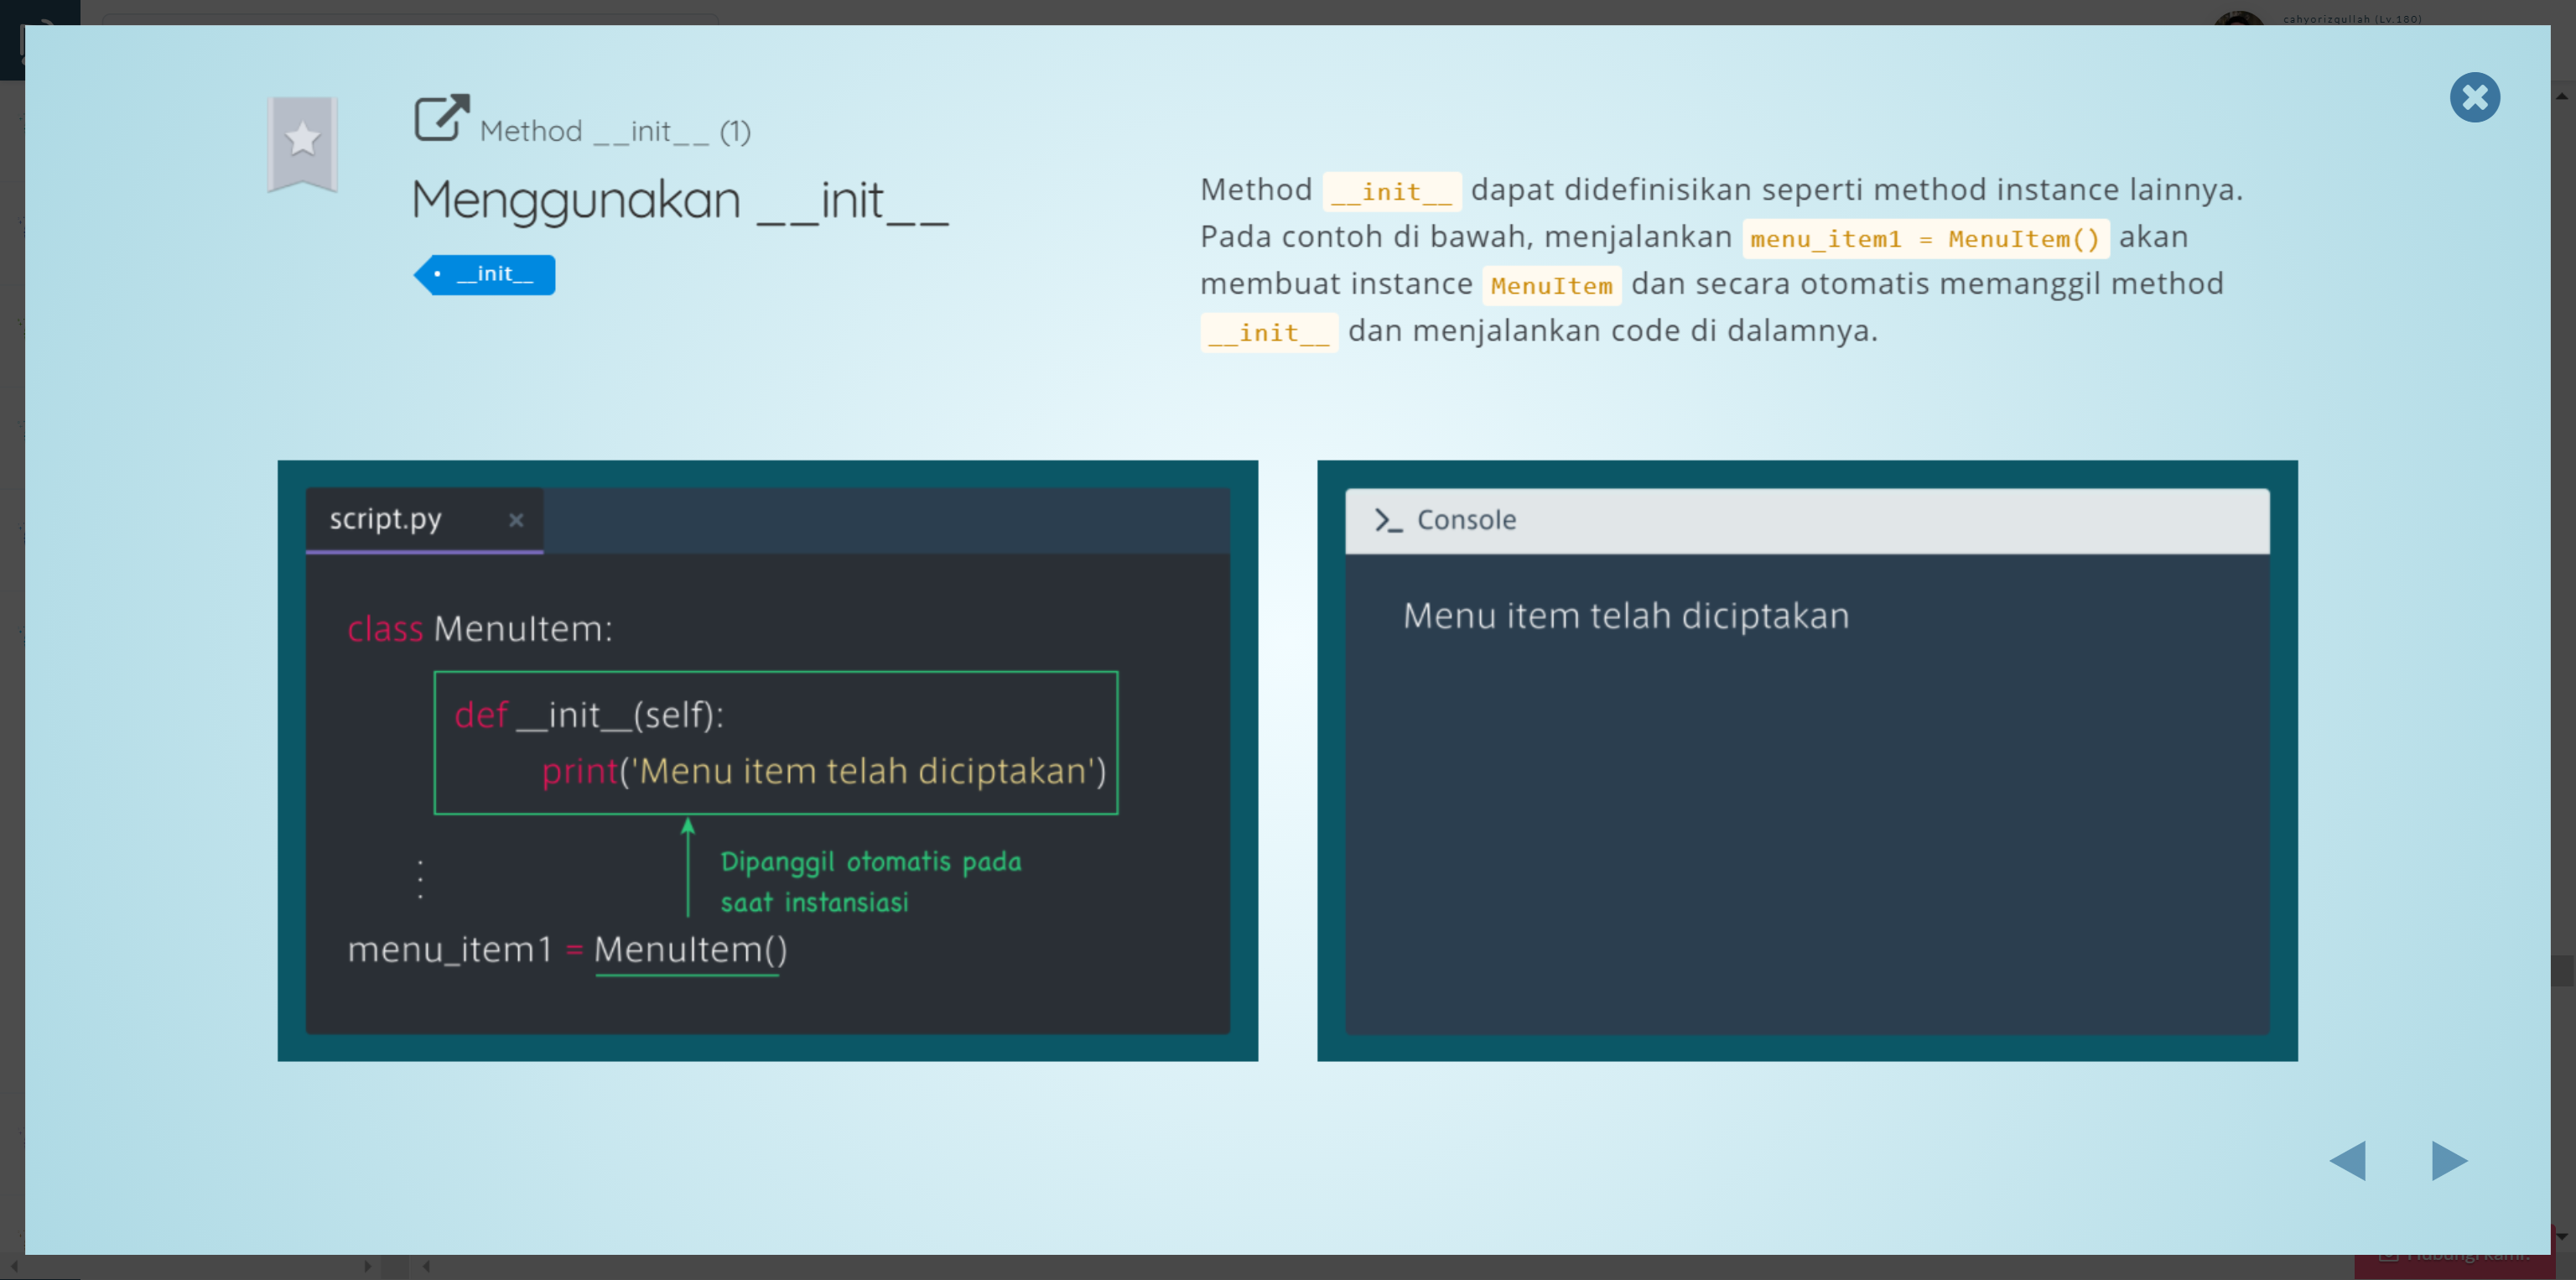 cahyorizqullah (Lv.180)
Method __init__ (1)
Menggunakan __init__
__init__
Method __init__ dapat didefinisikan seperti method instance lainnya.
Pada contoh di bawah, menjalankan menu_item1 = MenuItem() akan
membuat instance MenuItem dan secara otomatis memanggil method
__init__ dan menjalankan code di dalamnya.
script.py ×
class MenuItem:
def __init__(self):
print('Menu item telah diciptakan')
Dipanggil otomatis pada
saat instansiasi
menu_item1 = MenuItem()
>_ Console
Menu item telah diciptakan
Hubungi kami!